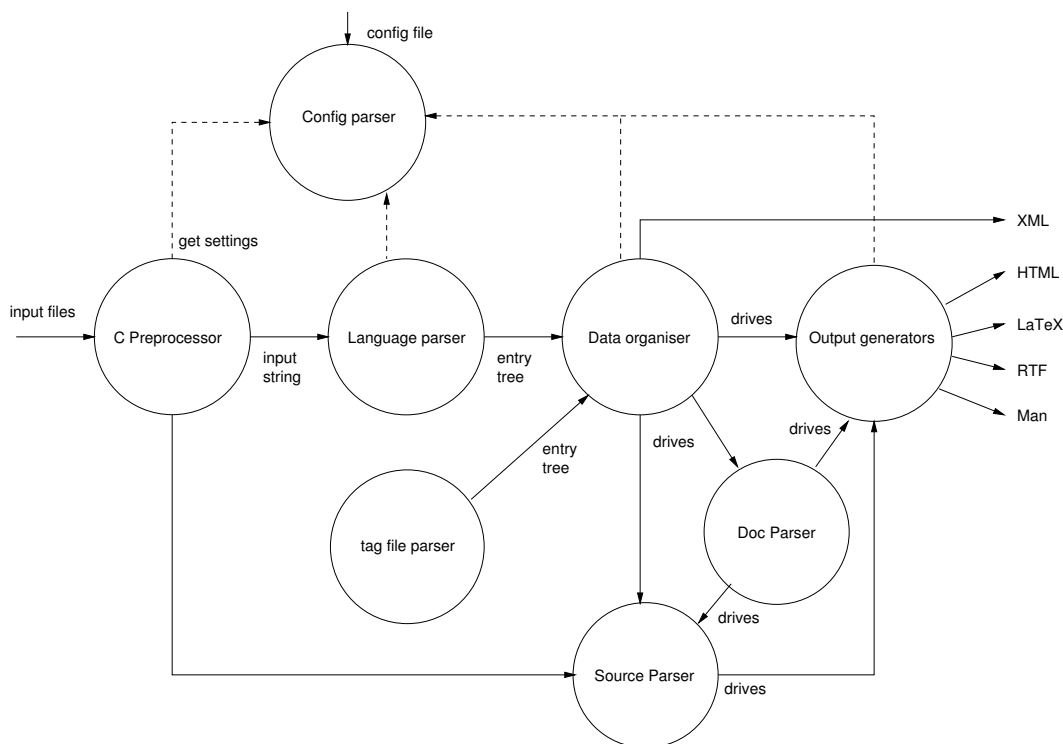 config file
Config parser
get settings
XML
input files
C Preprocessor
input
string
Language parser
entry
tree
Data organiser
drives
Output generators
HTML
LaTeX
RTF
Man
entry
tree
drives
drives
tag file parser
Doc Parser
drives
Source Parser
drives